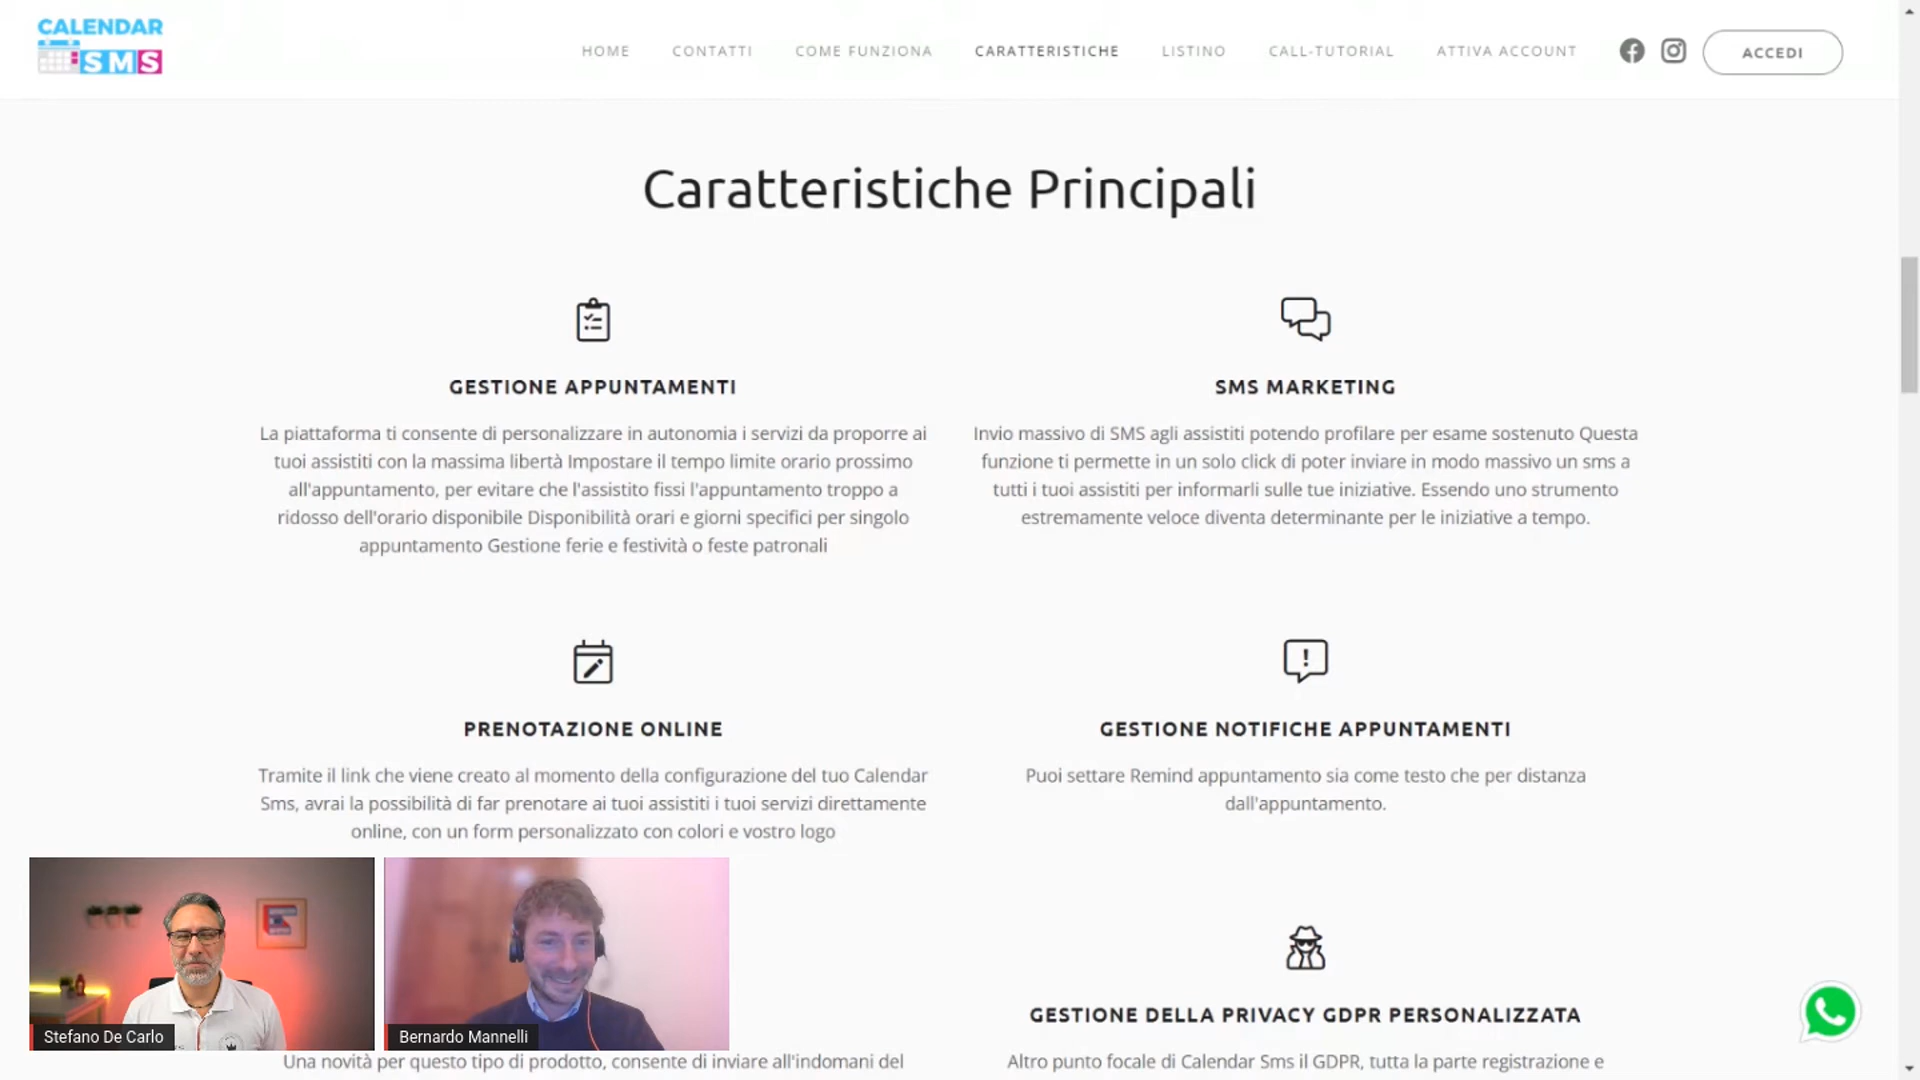 CALENDAR
SMS
HOME
CONTATTI
COME FUNZIONA
CARATTERISTICHE
LISTINO
CALL-TUTORIAL
ATTIVA ACCOUNT
ACCEDI
Caratteristiche Principali
GESTIONE APPUNTAMENTI
La piattaforma ti consente di personalizzare in autonomia i servizi da proporre ai
tuoi assistiti con la massima libertà Impostare il tempo limite orario prossimo
all'appuntamento, per evitare che l'assistito fissi l'appuntamento troppo a
ridosso dell'orario disponibile Disponibilità orari e giorni specifici per singolo
appuntamento Gestione ferie e festività o feste patronali
SMS MARKETING
Invio massivo di SMS agli assistiti potendo profilare per esame sostenuto Questa
funzione ti permette in un solo click di poter inviare in modo massivo un sms a
tutti i tuoi assistiti per informarli sulle tue iniziative. Essendo uno strumento
estremamente veloce diventa determinante per le iniziative a tempo.
PRENOTAZIONE ONLINE
Tramite il link che viene creato al momento della configurazione del tuo Calendar
Sms, avrai la possibilità di far prenotare ai tuoi assistiti i tuoi servizi direttamente
online, con un form personalizzato con colori e vostro logo
GESTIONE NOTIFICHE APPUNTAMENTI
Puoi settare Remind appuntamento sia come testo che per distanza
dall'appuntamento.
Stefano De Carlo
Bernardo Mannelli
Una novità per questo tipo di prodotto, consente di inviare all'indomani del
GESTIONE DELLA PRIVACY GDPR PERSONALIZZATA
Altro punto focale di Calendar Sms il GDPR, tutta la parte registrazione e